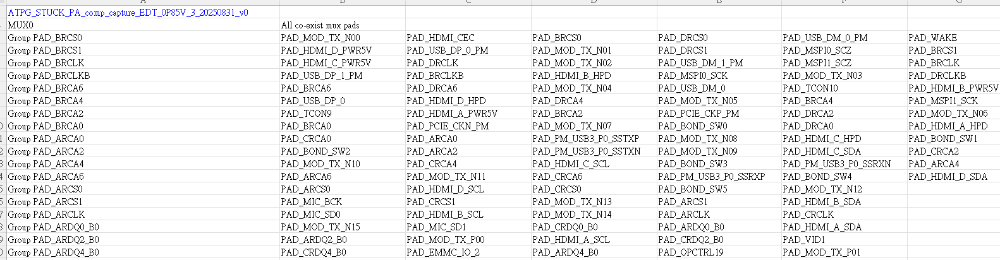 A B C D E F G
ATPG_STUCK_PA_comp_capture_EDT_0P85V_3_20250831_v0
MUX0 All co-exist mux pads
Group PAD_BRCS0 PAD_MOD_TX_N00 PAD_HDMI_CEC PAD_BRCS0 PAD_DRCS0 PAD_USB_DM_0_PM PAD_WAKE
Group PAD_BRCS1 PAD_HDMI_D_PWR5V PAD_USB_DP_0_PM PAD_MOD_TX_N01 PAD_DRCS1 PAD_MSPI0_SCZ PAD_BRCS1
Group PAD_BRCLK PAD_HDMI_C_PWR5V PAD_DRCLK PAD_MOD_TX_N02 PAD_USB_DM_1_PM PAD_MSPI1_SCZ PAD_BRCLK
Group PAD_BRCLKB PAD_USB_DP_1_PM PAD_BRCLKB PAD_HDMI_B_HPD PAD_MSPI0_SCK PAD_MOD_TX_N03 PAD_DRCLKB
Group PAD_BRCA6 PAD_BRCA6 PAD_DRCA6 PAD_MOD_TX_N04 PAD_USB_DM_0 PAD_TCON10 PAD_HDMI_B_PWR5V
Group PAD_BRCA4 PAD_USB_DP_0 PAD_HDMI_D_HPD PAD_DRCA4 PAD_MOD_TX_N05 PAD_BRCA4 PAD_MSPI1_SCK
Group PAD_BRCA2 PAD_TCON9 PAD_HDMI_A_PWR5V PAD_BRCA2 PAD_PCIE_CKP_PM PAD_DRCA2 PAD_MOD_TX_N06
Group PAD_BRCA0 PAD_BRCA0 PAD_PCIE_CKN_PM PAD_MOD_TX_N07 PAD_BOND_SW0 PAD_DRCA0 PAD_HDMI_A_HPD
Group PAD_ARCA0 PAD_CRCA0 PAD_ARCA0 PAD_PM_USB3_P0_SSTXP PAD_MOD_TX_N08 PAD_HDMI_C_HPD PAD_BOND_SW1
Group PAD_ARCA2 PAD_BOND_SW2 PAD_ARCA2 PAD_PM_USB3_P0_SSTXN PAD_MOD_TX_N09 PAD_HDMI_C_SDA PAD_CRCA2
Group PAD_ARCA4 PAD_MOD_TX_N10 PAD_CRCA4 PAD_HDMI_C_SCL PAD_BOND_SW3 PAD_PM_USB3_P0_SSRXN PAD_ARCA4
Group PAD_ARCA6 PAD_ARCA6 PAD_MOD_TX_N11 PAD_CRCA6 PAD_PM_USB3_P0_SSRXP PAD_BOND_SW4 PAD_HDMI_D_SDA
Group PAD_ARCS0 PAD_ARCS0 PAD_HDMI_D_SCL PAD_CRCS0 PAD_BOND_SW5 PAD_MOD_TX_N12
Group PAD_ARCS1 PAD_MIC_BCK PAD_CRCS1 PAD_MOD_TX_N13 PAD_ARCS1 PAD_HDMI_B_SDA
Group PAD_ARCLK PAD_MIC_SD0 PAD_HDMI_B_SCL PAD_MOD_TX_N14 PAD_ARCLK PAD_CRCLK
Group PAD_ARDQ0_B0 PAD_MOD_TX_N15 PAD_MIC_SD1 PAD_CRDQ0_B0 PAD_ARDQ0_B0 PAD_HDMI_A_SDA
Group PAD_ARDQ2_B0 PAD_ARDQ2_B0 PAD_MOD_TX_P00 PAD_HDMI_A_SCL PAD_CRDQ2_B0 PAD_VID1
Group PAD_ARDQ4_B0 PAD_CRDQ4_B0 PAD_EMMC_IO_2 PAD_ARDQ4_B0 PAD_OPCTRL19 PAD_MOD_TX_P01